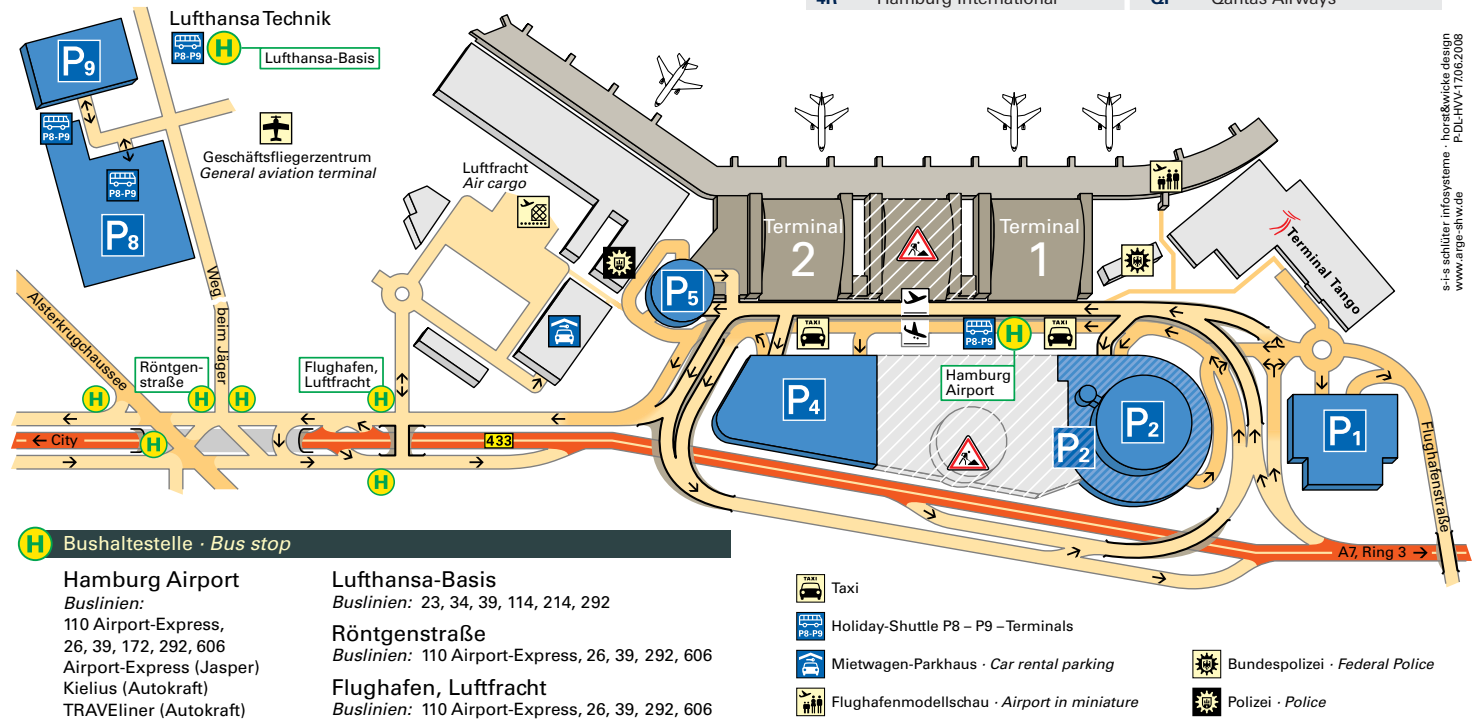 4R Hamburg International QF Qantas Airways
Lufthansa Technik
P8-P9
H
Lufthansa-Basis
P9
P8-P9
P8-P9
P8
Geschäftsfliegerzentrum
General aviation terminal
Luftfracht
Air cargo
Terminal
2
Terminal
1
Terminal Tango
P5
TAXI
P8-P9
H
TAXI
Hamburg
Airport
P4
P2
P2
P1
Weg beim Jäger
Alsterkrugchaussee
Röntgen-
straße
Flughafen,
Luftfracht
H
H
H
H
H
H
City
433
A7, Ring 3
Flughafenstraße
s-i-s schlüter infosysteme · horst&wicke design
P-DL-HVV-17.06.2008
www.arge-shw.de
H Bushaltestelle · Bus stop
Hamburg Airport
Buslinien:
110 Airport-Express,
26, 39, 172, 292, 606
Airport-Express (Jasper)
Kielius (Autokraft)
TRAVEliner (Autokraft)
Lufthansa-Basis
Buslinien: 23, 34, 39, 114, 214, 292
Röntgenstraße
Buslinien: 110 Airport-Express, 26, 39, 292, 606
Flughafen, Luftfracht
Buslinien: 110 Airport-Express, 26, 39, 292, 606
TAXI Taxi
P8-P9 Holiday-Shuttle P8 – P9 – Terminals
Mietwagen-Parkhaus · Car rental parking
Flughafenmodellschau · Airport in miniature
Bundespolizei · Federal Police
Polizei · Police